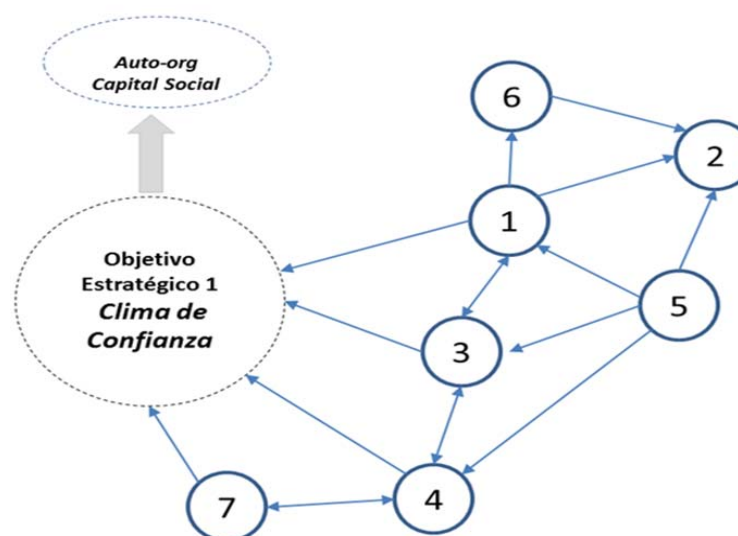 Auto-org
Capital Social
6
2
1
Objetivo
Estratégico 1
Clima de
Confianza
5
3
4
7